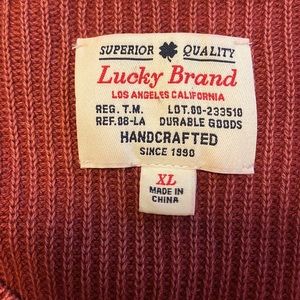 SUPERIOR QUALITY
Lucky Brand
LOS ANGELES CALIFORNIA
REG. T.M. LOT.00-233510
REF.08-LA DURABLE GOODS
HANDCRAFTED
SINCE 1990
XL
MADE IN
CHINA